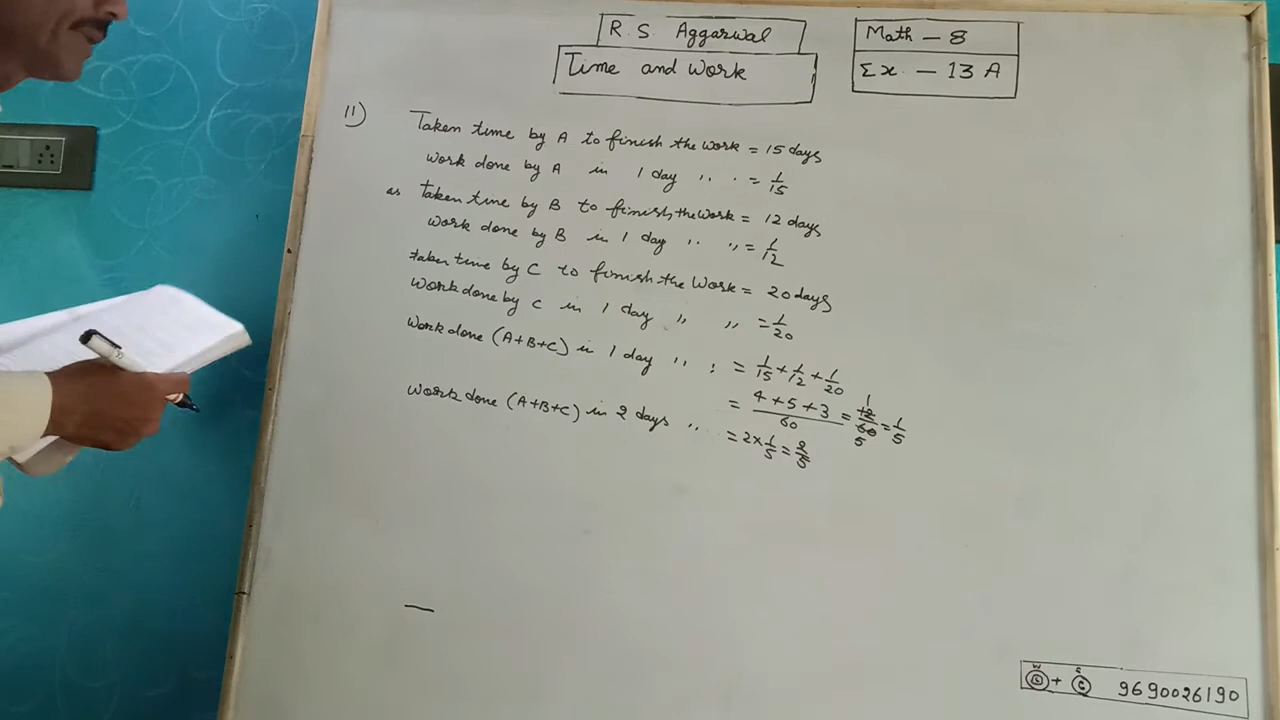 R. S Aggarwal
Time and Work
Math - 8
Ex. - 13 A
11)
Taken time by A to finish the work = 15 days
Work done by A in 1 day ,, . = 1/15
as Taken time by B to finish the work = 12 days
Work done by B in 1 day ,, ,, = 1/12
taken time by C to finish the Work = 20 days
Work done by C in 1 day ,, ,, = 1/20
Work done (A+B+C) in 1 day ,, : = 1/15 + 1/12 + 1/20
= 4 + 5 + 3 / 60 = 12/60 = 1/5
1
5
Work done (A+B+C) in 2 days ,, = 2 × 1/5 = 2/5
W
S
+ C 9690026190